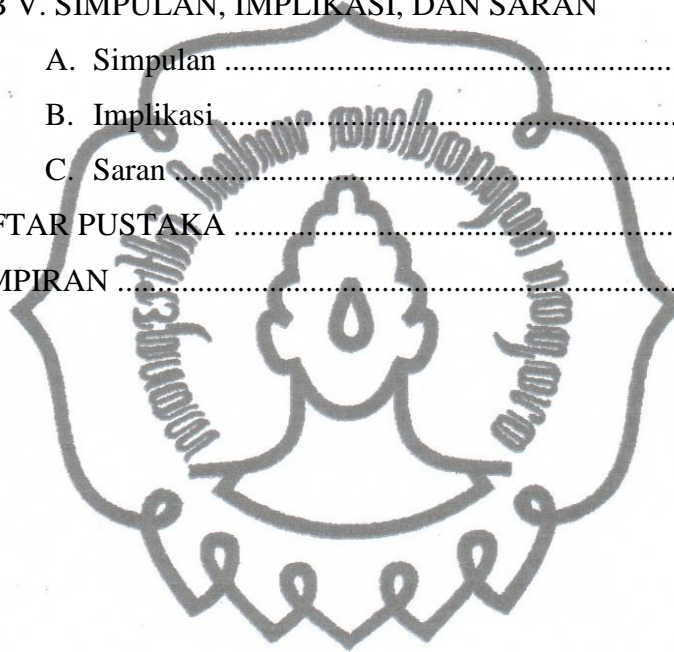 B V. SIMPULAN, IMPLIKASI, DAN SARAN
A. Simpulan ........................................................
B. Implikasi ........................................................
C. Saran ..............................................................
FTAR PUSTAKA ......................................................
MPIRAN .....................................................................